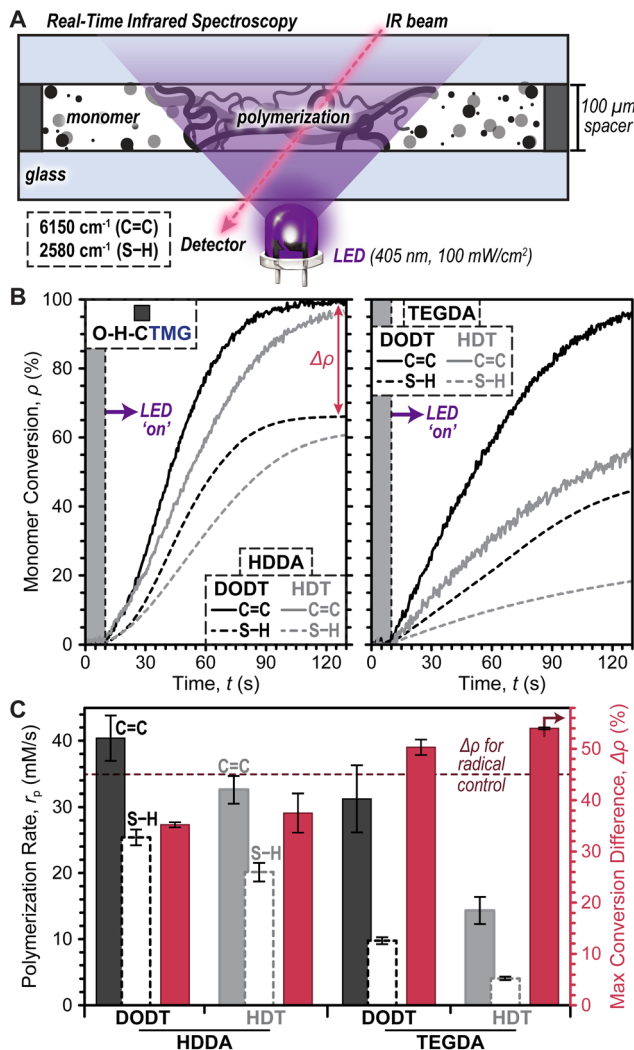 A
Real-Time Infrared Spectroscopy
IR beam
monomer
polymerization
100 µm
spacer
glass
6150 cm⁻¹ (C=C)
2580 cm⁻¹ (S–H)
Detector
LED (405 nm, 100 mW/cm²)
B
Monomer Conversion, ρ (%)
100
80
60
40
20
0
O-H-CTMG
LED
'on'
Δρ
HDDA
DODT HDT
C=C C=C
S–H S–H
0 30 60 90 120
Time, t (s)
TEGDA
DODT HDT
C=C C=C
S–H S–H
LED
'on'
0 30 60 90 120
Time, t (s)
C
Polymerization Rate, rp (mM/s)
40
30
20
10
0
C=C
S–H
C=C
S–H
Δρ for
radical
control
Max Conversion Difference, Δρ (%)
50
40
30
20
10
0
DODT HDT DODT HDT
HDDA TEGDA